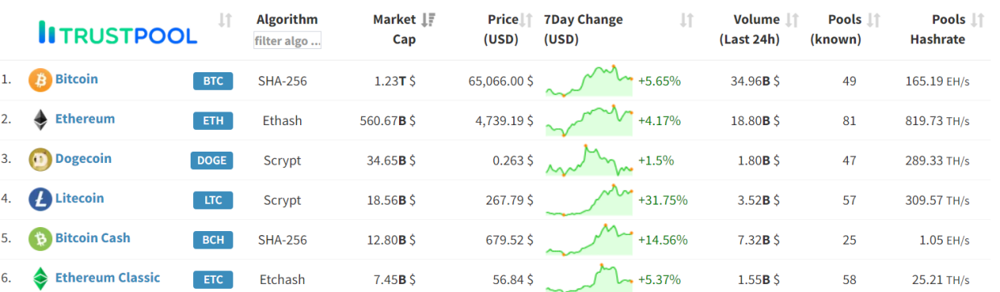 TRUSTPOOL Algorithm Market Price 7Day Change Volume Pools Pools
filter algo ... Cap (USD) (USD) (Last 24h) (known) Hashrate
1. Bitcoin BTC SHA-256 1.23T $ 65,066.00 $ +5.65% 34.96B $ 49 165.19 EH/s
2. Ethereum ETH Ethash 560.67B $ 4,739.19 $ +4.17% 18.80B $ 81 819.73 TH/s
3. Dogecoin DOGE Scrypt 34.65B $ 0.263 $ +1.5% 1.80B $ 47 289.33 TH/s
4. Litecoin LTC Scrypt 18.56B $ 267.79 $ +31.75% 3.52B $ 57 309.57 TH/s
5. Bitcoin Cash BCH SHA-256 12.80B $ 679.52 $ +14.56% 7.32B $ 25 1.05 EH/s
6. Ethereum Classic ETC Etchash 7.45B $ 56.84 $ +5.37% 1.55B $ 58 25.21 TH/s